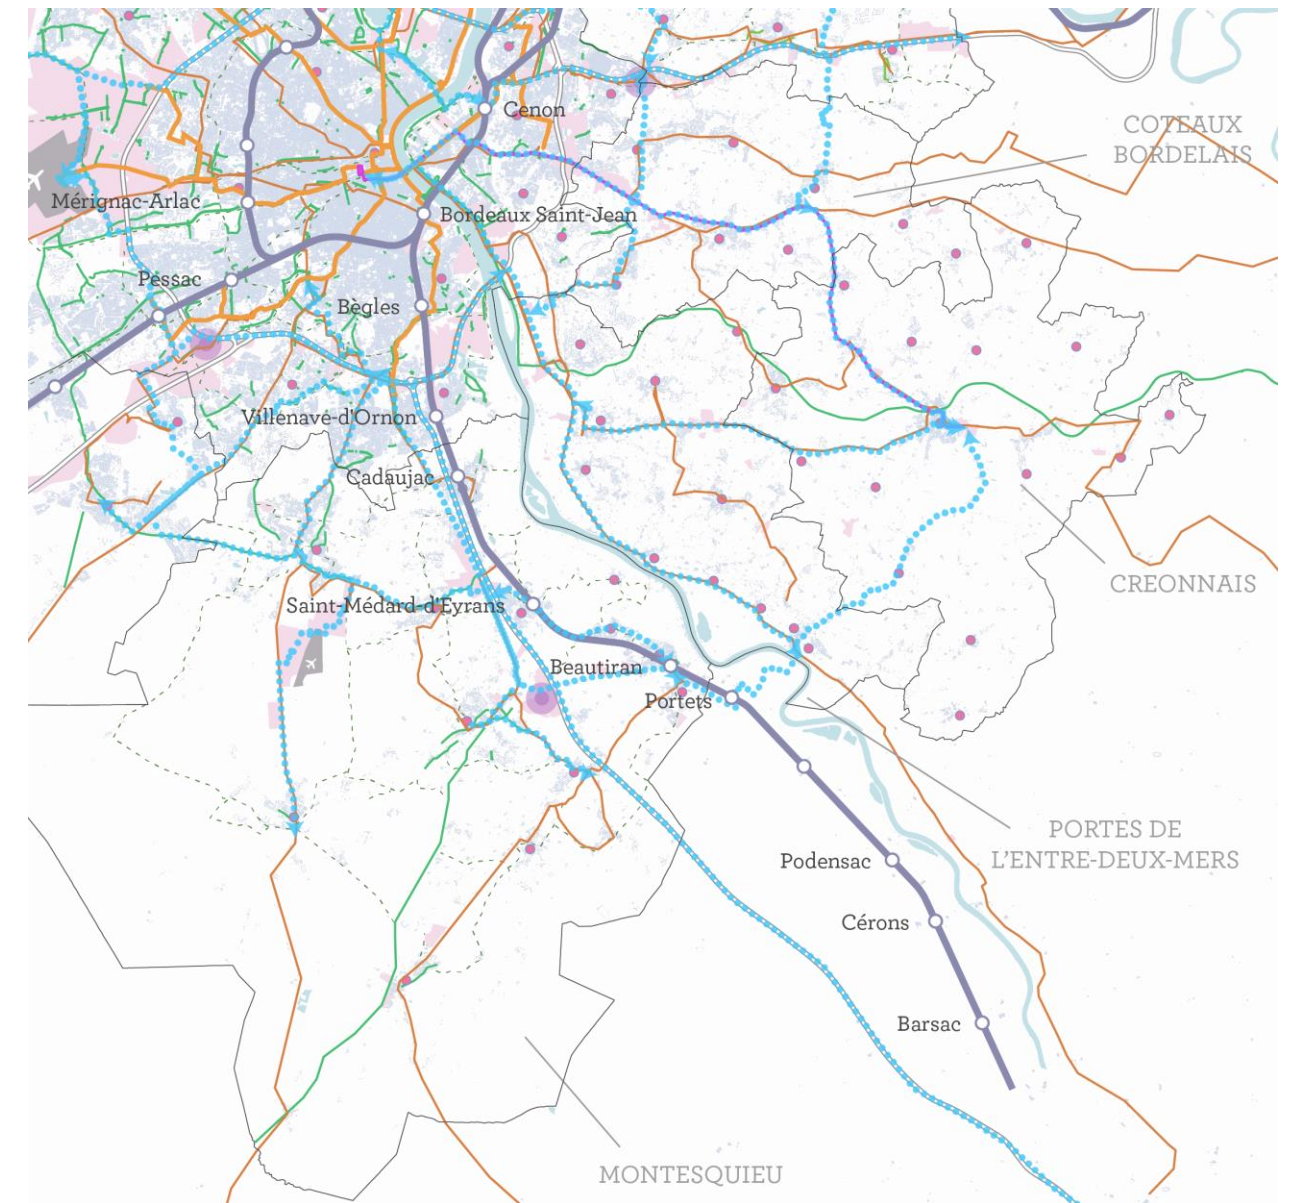 Cenon
COTEAUX
BORDELAIS
Mérignac-Arlac
Bordeaux Saint-Jean
Pessac
Bègles
Villenave-d'Ornon
Cadaujac
CREONNAIS
Saint-Médard-d'Eyrans
Beautiran
Portets
PORTES DE
L'ENTRE-DEUX-MERS
Podensac
Cérons
Barsac
MONTESQUIEU